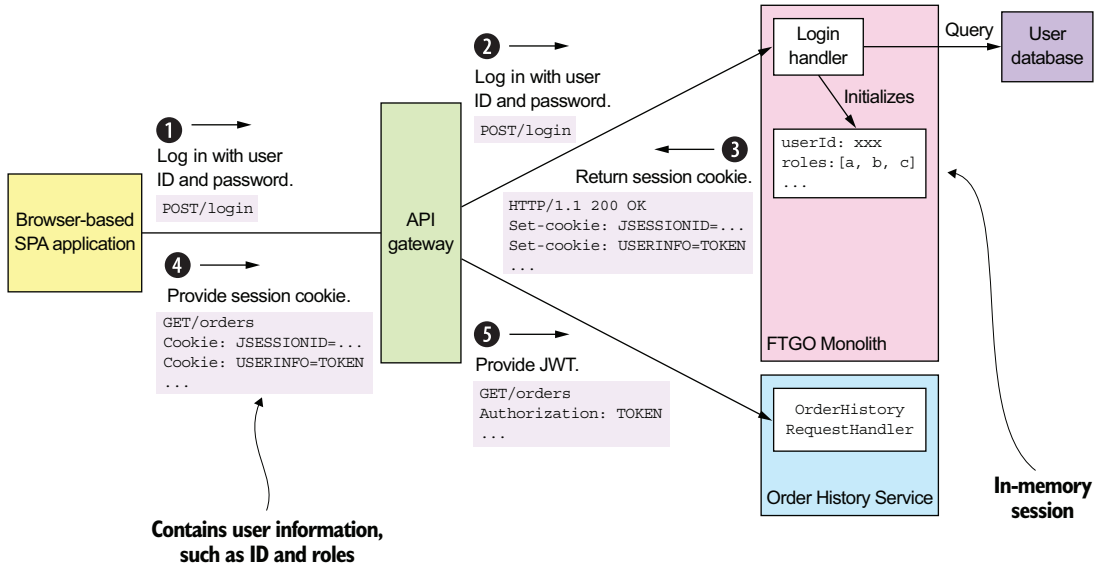 1
Log in with user
ID and password.
POST/login
Browser-based
SPA application
4
Provide session cookie.
GET/orders
Cookie: JSESSIONID=...
Cookie: USERINFO=TOKEN
...
Contains user information,
such as ID and roles
API
gateway
2
Log in with user
ID and password.
POST/login
3
Return session cookie.
HTTP/1.1 200 OK
Set-cookie: JSESSIONID=...
Set-cookie: USERINFO=TOKEN
...
5
Provide JWT.
GET/orders
Authorization: TOKEN
...
Login
handler
Query
User
database
Initializes
userId: xxx
roles:[a, b, c]
...
FTGO Monolith
OrderHistory
RequestHandler
Order History Service
In-memory
session